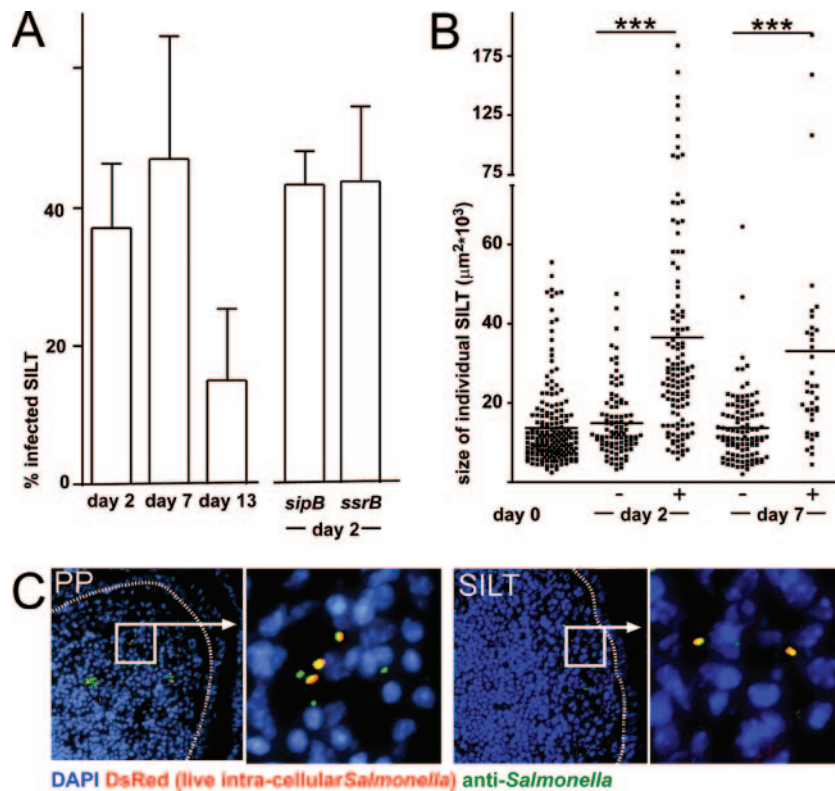 A
% infected SILT
40
20
0
day 2 day 7 day 13
sipB ssrB
day 2
B
*** ***
size of individual SILT (μm²*10³)
175
125
75
60
40
20
- + - +
day 0 day 2 day 7
C
PP
SILT
DAPI DsRed (live intra-cellularSalmonella) anti-Salmonella